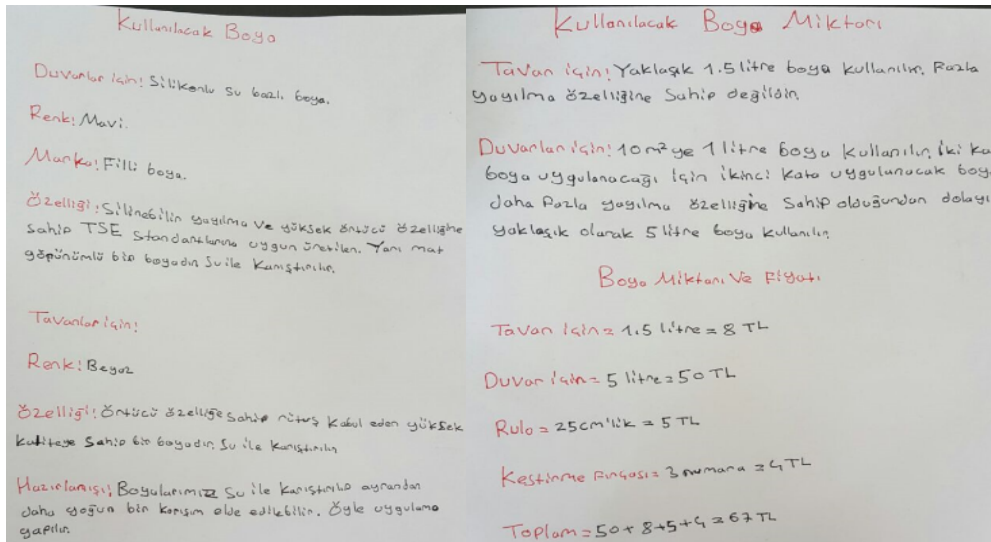 Kullanılacak Boya
Duvarlar için! Silikonlu su bazlı boya.
Renk! Mavi.
Marka! Filli boya.
Özelliği! Silinebilir yayılma ve yüksek örtücü özelliğine
sahip TSE Standartlarına uygun üretilen. Yarı mat
görünümlü bir boyadır su ile karıştırılır.
Tavanlar için!
Renk! Beyaz
Özelliği! Örtücü özelliğe sahip rütuş kabul eden yüksek
kaliteye sahip bir boyadır su ile karıştırılır
Hazırlanışı! Boyalarımız su ile karıştırılıp ayrandan
daha yoğun bir karışım elde edilebilir. Öyle uygulama
yapılır.
Kullanılacak Boya Miktarı
Tavan için! Yaklaşık 1.5 litre boya kullanılır. Fazla
yayılma özelliğine sahip değildir.
Duvarlar için! 10 m² ye 1 litre boya kullanılır. İki ka
boya uygulanacağı için ikinci kata uygulanacak boy
daha fazla yayılma özelliğine sahip olduğundan dolayı
yaklaşık olarak 5 litre boya kullanılır.
Boya Miktarı Ve Fiyatı
Tavan için = 1.5 litre = 8 TL
Duvar için = 5 litre = 50 TL
Rulo = 25cm'lik = 5 TL
Kestirme Fırçası = 3 numara = 4 TL
Toplam = 50 + 8 + 5 + 4 = 67 TL